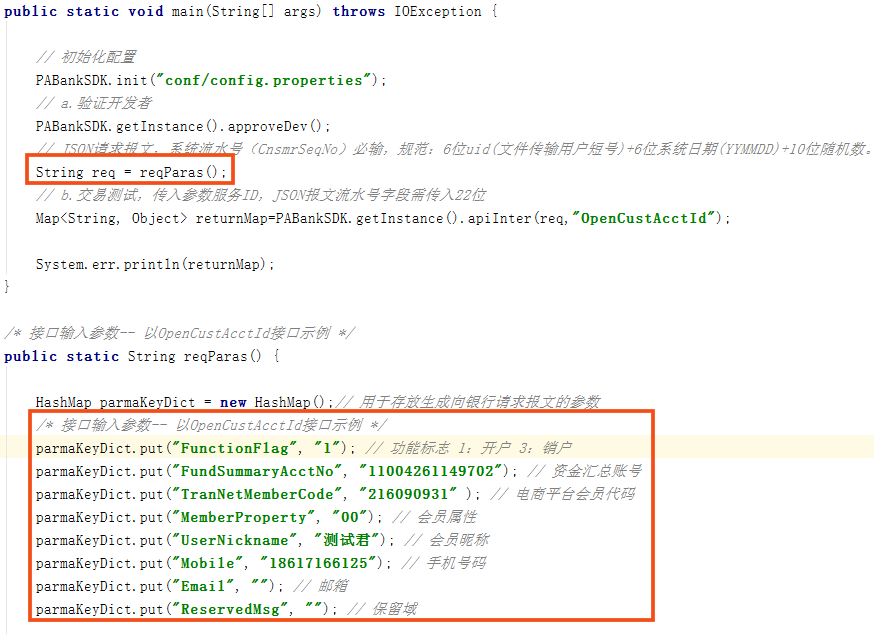 public static void main(String[] args) throws IOException {
// 初始化配置
PABankSDK.init("conf/config.properties");
// a.验证开发者
PABankSDK.getInstance().approveDev();
// JSON请求报文，系统流水号（CnsmrSeqNo）必输，规范：6位uid(文件传输用户短号)+6位系统日期(YYMMDD)+10位随机数。
String req = reqParas();
// b.交易测试，传入参数服务ID，JSON报文流水号字段需传入22位
Map<String, Object> returnMap=PABankSDK.getInstance().apiInter(req,"OpenCustAcctId");
System.err.println(returnMap);
}
/* 接口输入参数-- 以OpenCustAcctId接口示例 */
public static String reqParas() {
HashMap parmaKeyDict = new HashMap();// 用于存放生成向银行请求报文的参数
/* 接口输入参数-- 以OpenCustAcctId接口示例 */
parmaKeyDict.put("FunctionFlag", "1"); // 功能标志 1：开户 3：销户
parmaKeyDict.put("FundSummaryAcctNo", "11004261149702"); // 资金汇总账号
parmaKeyDict.put("TranNetMemberCode", "216090931" ); // 电商平台会员代码
parmaKeyDict.put("MemberProperty", "00"); // 会员属性
parmaKeyDict.put("UserNickname", "测试君"); // 会员昵称
parmaKeyDict.put("Mobile", "18617166125"); // 手机号码
parmaKeyDict.put("Email", ""); // 邮箱
parmaKeyDict.put("ReservedMsg", ""); // 保留域